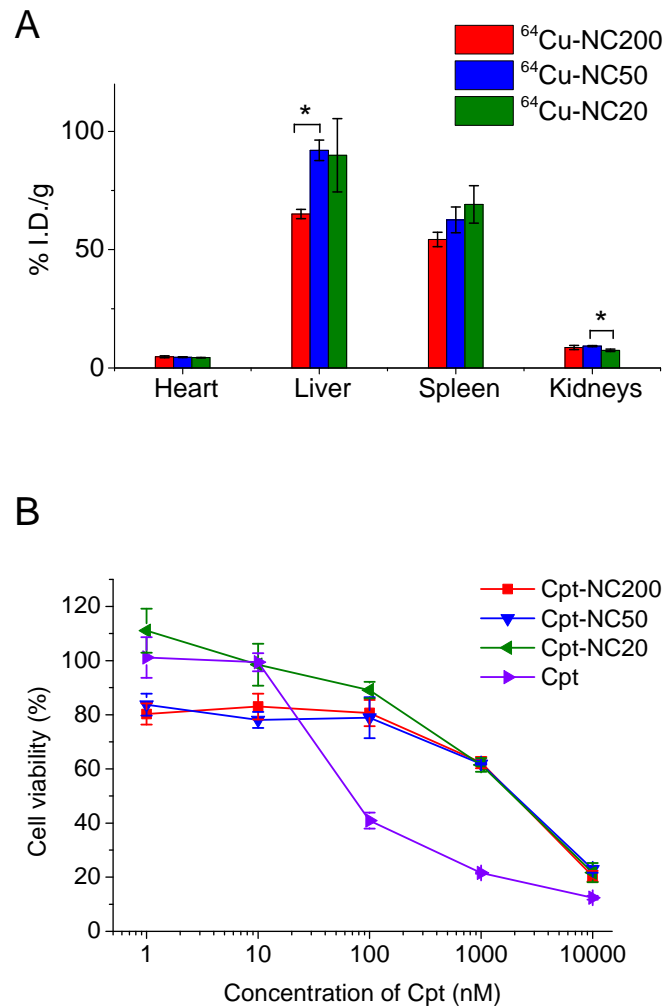 A
⁶⁴Cu-NC200
⁶⁴Cu-NC50
⁶⁴Cu-NC20
% I.D./g
100
50
0
*
*
Heart Liver Spleen Kidneys
B
Cpt-NC200
Cpt-NC50
Cpt-NC20
Cpt
Cell viability (%)
120
100
80
60
40
20
0
1 10 100 1000 10000
Concentration of Cpt (nM)